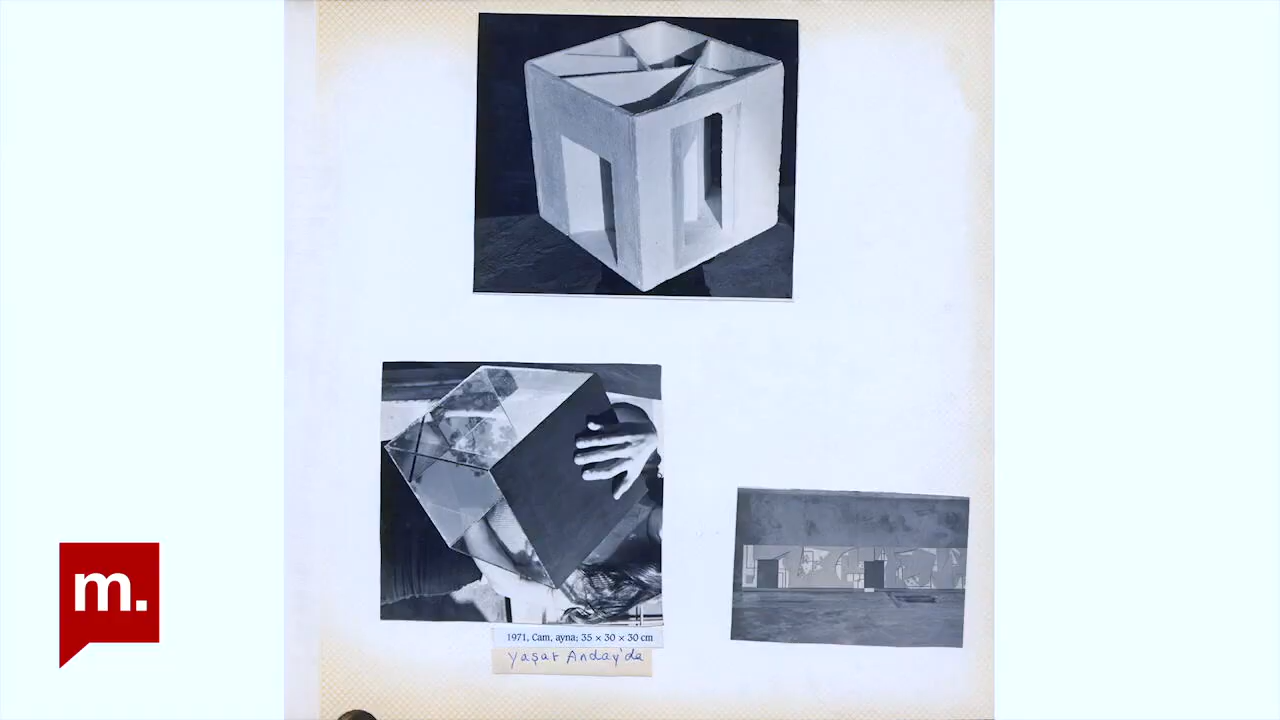 1971, Cam, ayna; 35 × 30 × 30 cm
Yaşar Anday'da
m.